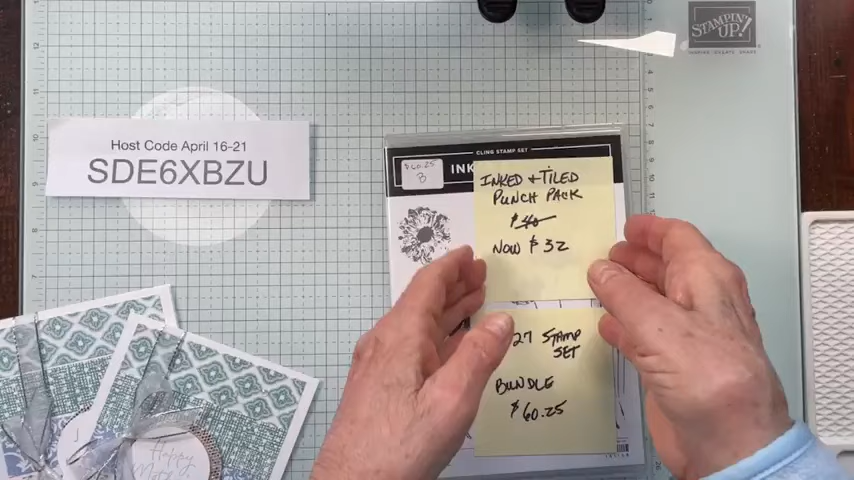 STAMPIN' UP!
Host Code April 16-21
SDE6XBZU
CLING STAMP SET
$60.25
B
INK
INKED & TILED
PUNCH PACK
$40
NOW $32
27 STAMP
SET
BUNDLE
$60.25
Happy